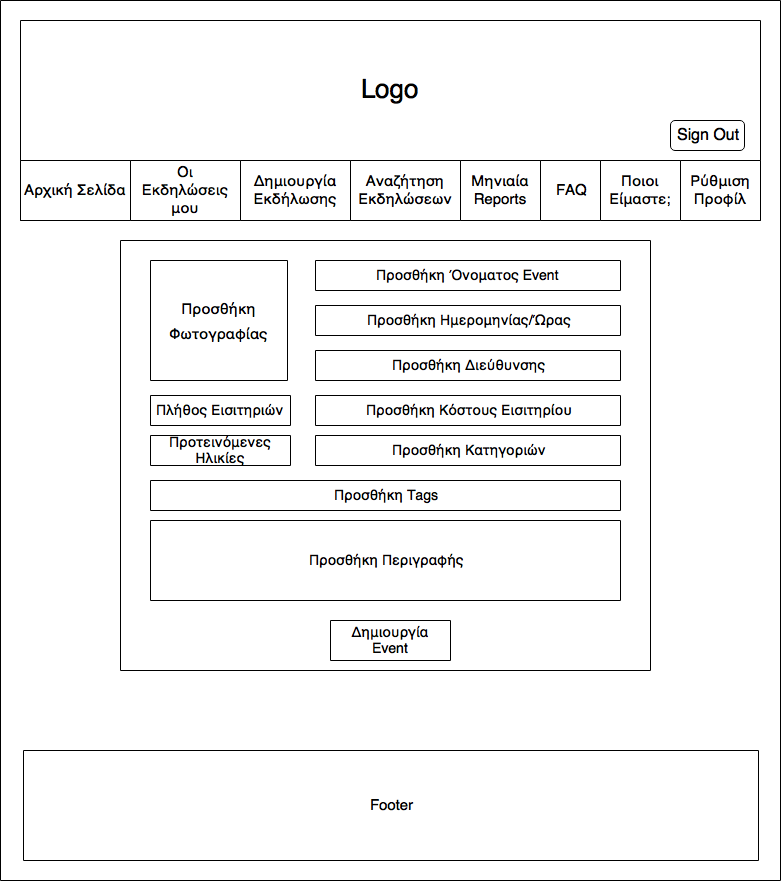 Logo
Sign Out
Αρχική Σελίδα
Οι
Εκδηλώσεις
μου
Δημιουργία
Εκδήλωσης
Αναζήτηση
Εκδηλώσεων
Μηνιαία
Reports
FAQ
Ποιοι
Είμαστε;
Ρύθμιση
Προφίλ
Προσθήκη
Φωτογραφίας
Προσθήκη Όνοματος Event
Προσθήκη Ημερομηνίας/Ώρας
Προσθήκη Διεύθυνσης
Πλήθος Εισιτηριών
Προσθήκη Κόστους Εισιτηρίου
Προτεινόμενες
Ηλικίες
Προσθήκη Κατηγοριών
Προσθήκη Tags
Προσθήκη Περιγραφής
Δημιουργία
Event
Footer